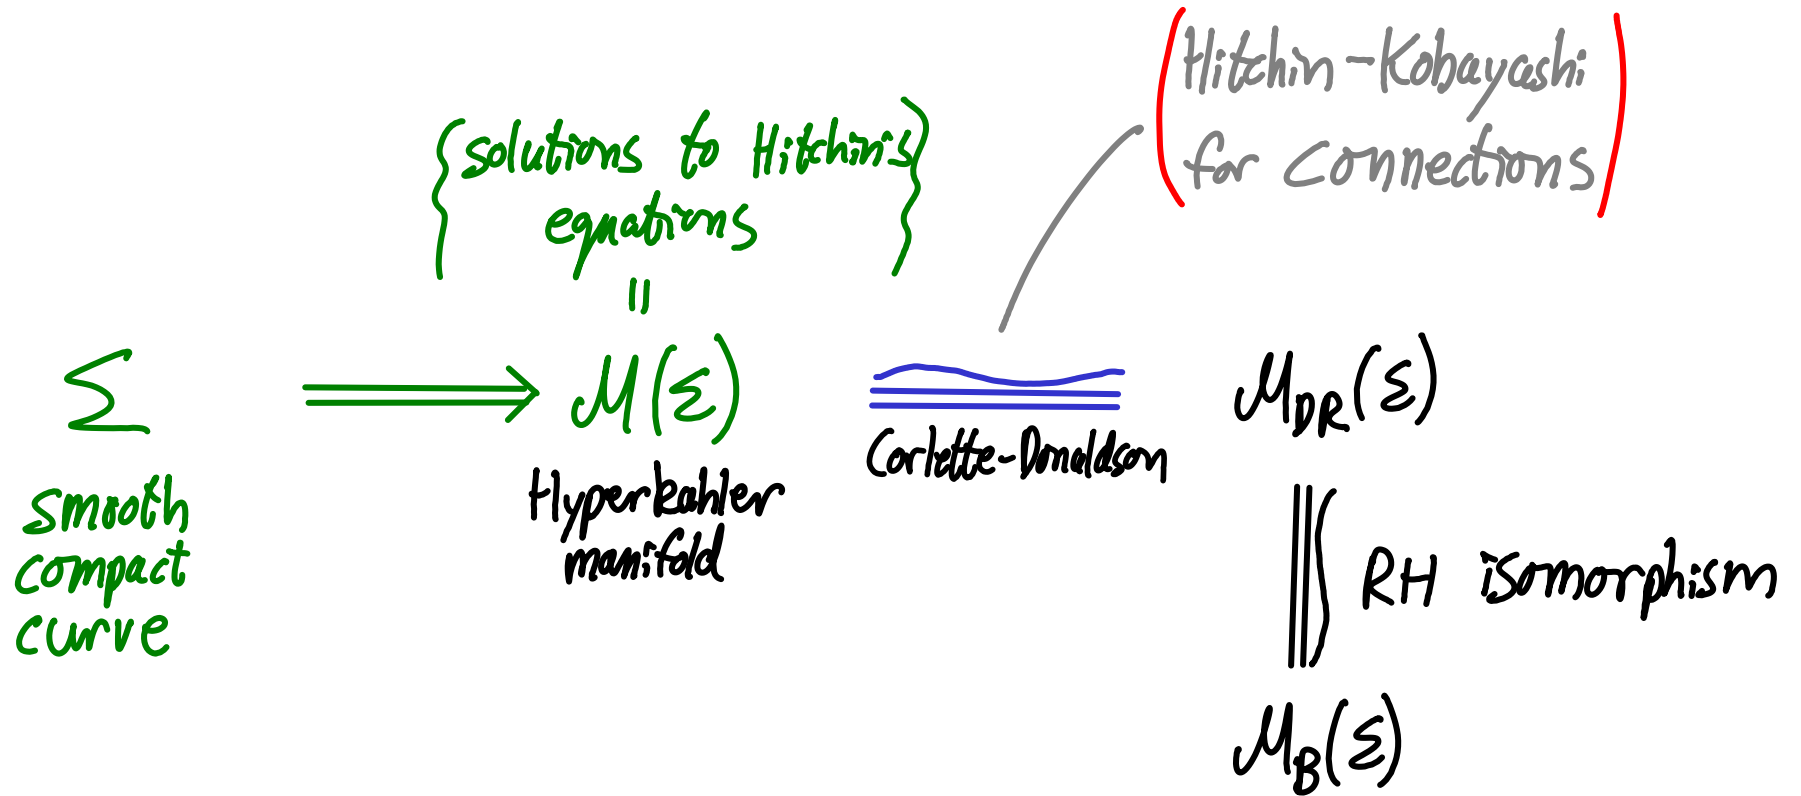 (Hitchin-Kobayashi
for connections)
{solutions to Hitchin's
equations}
=
Σ ⟹ M(Σ) ≅ M_DR(Σ)
smooth
compact
curve
Hyperkahler
manifold
Corlette-Donaldson
≅ RH isomorphism
M_B(Σ)